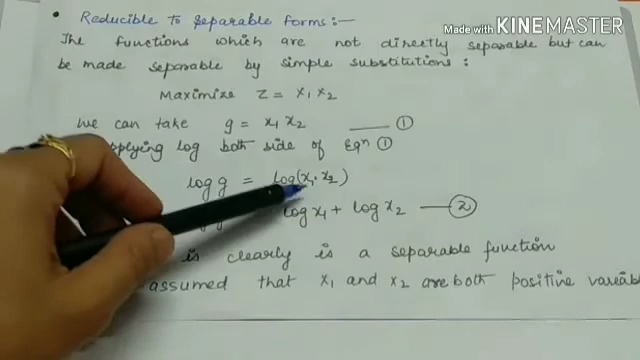 Made with KINEMASTER
• Reducible to Separable forms:-
The functions which are not directly separable but can
be made separable by simple substitutions:
Maximize Z = x₁ x₂
We can take g = x₁ x₂ ——— ①
applying log both side of Eqⁿ ①
log g = log(x₁·x₂)
log x₁ + log x₂ —— ②
is clearly is a separable function
assumed that x₁ and x₂ are both positive